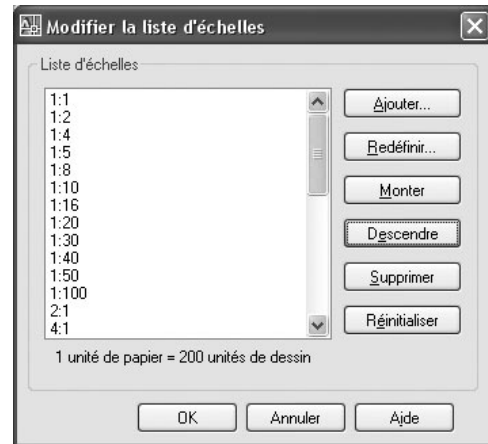 Modifier la liste d'échelles
Liste d'échelles
1:1
1:2
1:4
1:5
1:8
1:10
1:16
1:20
1:30
1:40
1:50
1:100
2:1
4:1
Ajouter...
Redéfinir...
Monter
Descendre
Supprimer
Réinitialiser
1 unité de papier = 200 unités de dessin
OK
Annuler
Aide